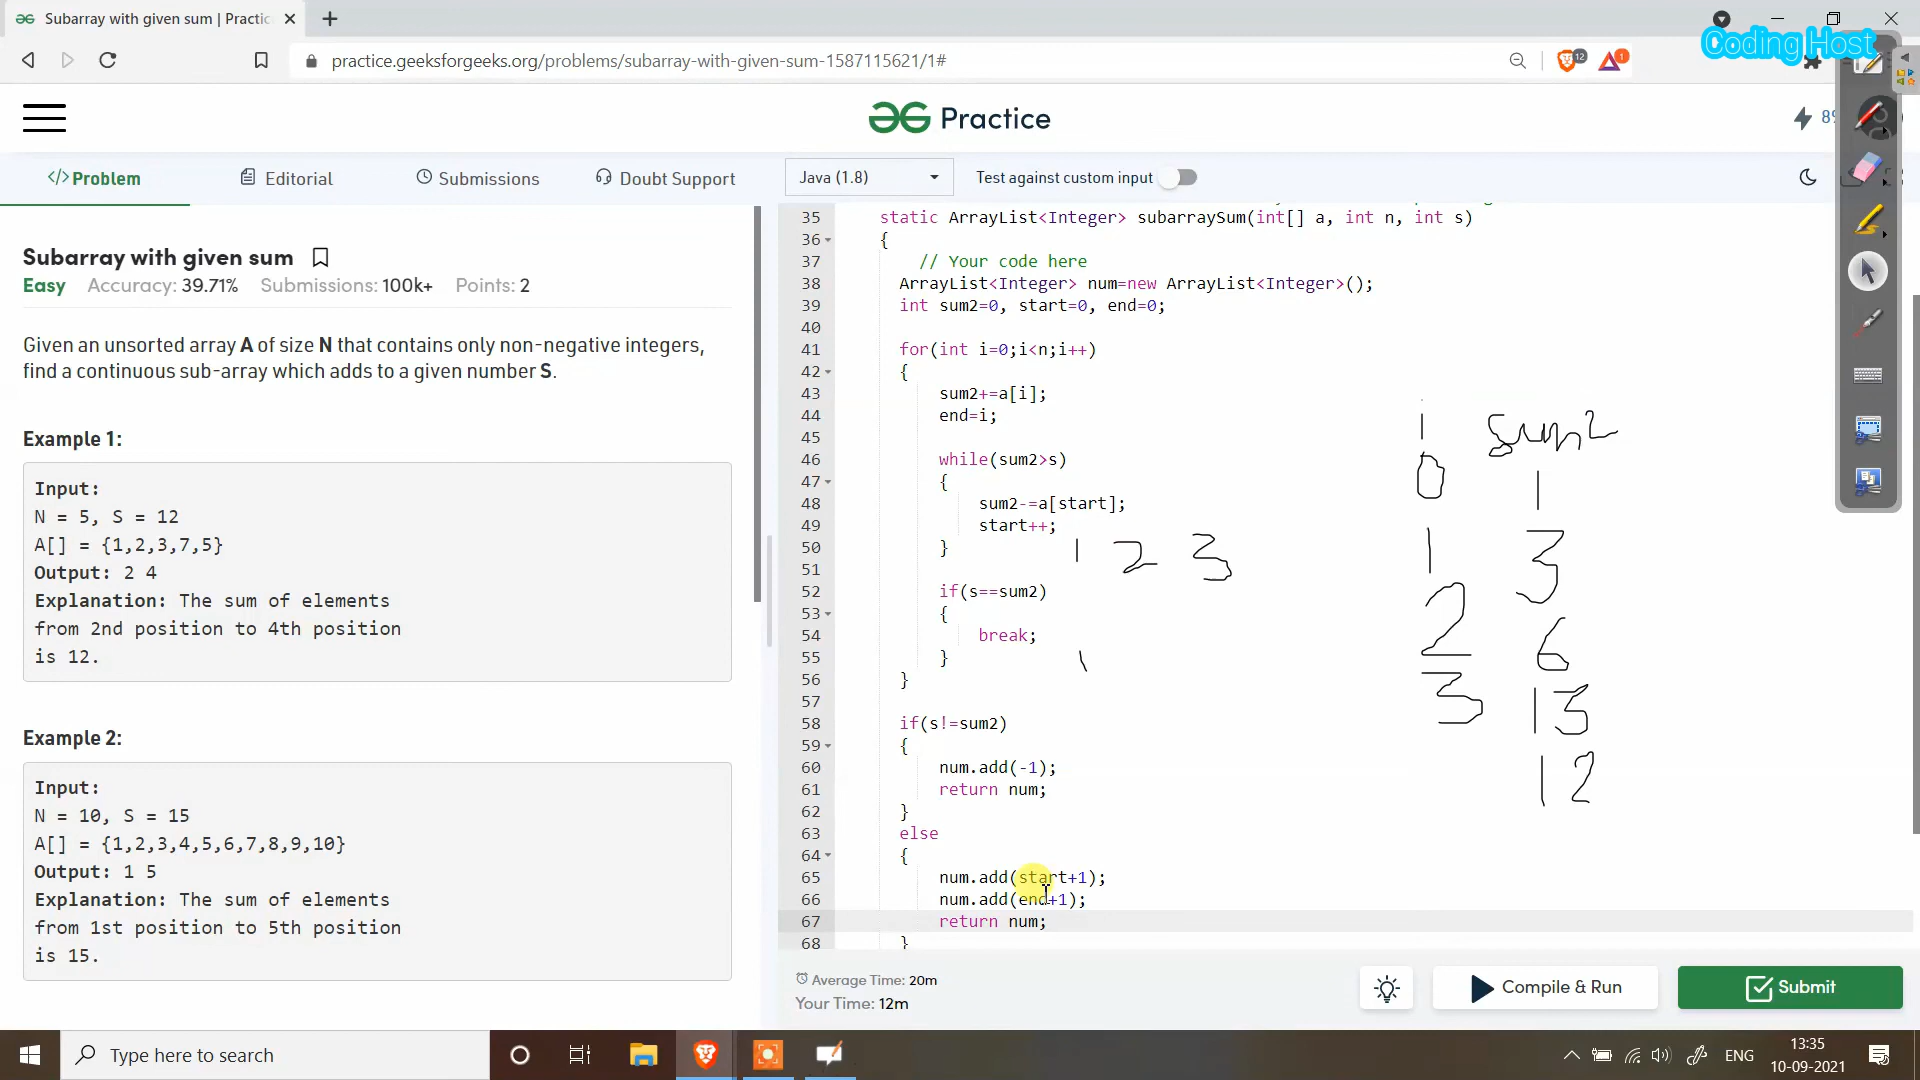 Subarray with given sum | Practic
practice.geeksforgeeks.org/problems/subarray-with-given-sum-1587115621/1#
12
1
Coding Host
Practice
89
</>Problem
Editorial
Submissions
Doubt Support
Java (1.8)
Test against custom input
Subarray with given sum
Easy Accuracy: 39.71% Submissions: 100k+ Points: 2
Given an unsorted array A of size N that contains only non-negative integers,
find a continuous sub-array which adds to a given number S.
Example 1:
Input:
N = 5, S = 12
A[] = {1,2,3,7,5}
Output: 2 4
Explanation: The sum of elements
from 2nd position to 4th position
is 12.
Example 2:
Input:
N = 10, S = 15
A[] = {1,2,3,4,5,6,7,8,9,10}
Output: 1 5
Explanation: The sum of elements
from 1st position to 5th position
is 15.
35 static ArrayList<Integer> subarraySum(int[] a, int n, int s)
36 {
37 // Your code here
38 ArrayList<Integer> num=new ArrayList<Integer>();
39 int sum2=0, start=0, end=0;
40
41 for(int i=0;i<n;i++)
42 {
43 sum2+=a[i];
44 end=i;
45
46 while(sum2>s)
47 {
48 sum2-=a[start];
49 start++;
50 }
51
52 if(s==sum2)
53 {
54 break;
55 }
56 }
57
58 if(s!=sum2)
59 {
60 num.add(-1);
61 return num;
62 }
63 else
64 {
65 num.add(start+1);
66 num.add(end+1);
67 return num;
68 }
1 2 3
1
i sum2
0 1
1 3
2 6
3 13
12
Average Time: 20m
Your Time: 12m
Compile & Run
Submit
Type here to search
ENG
13:35
10-09-2021